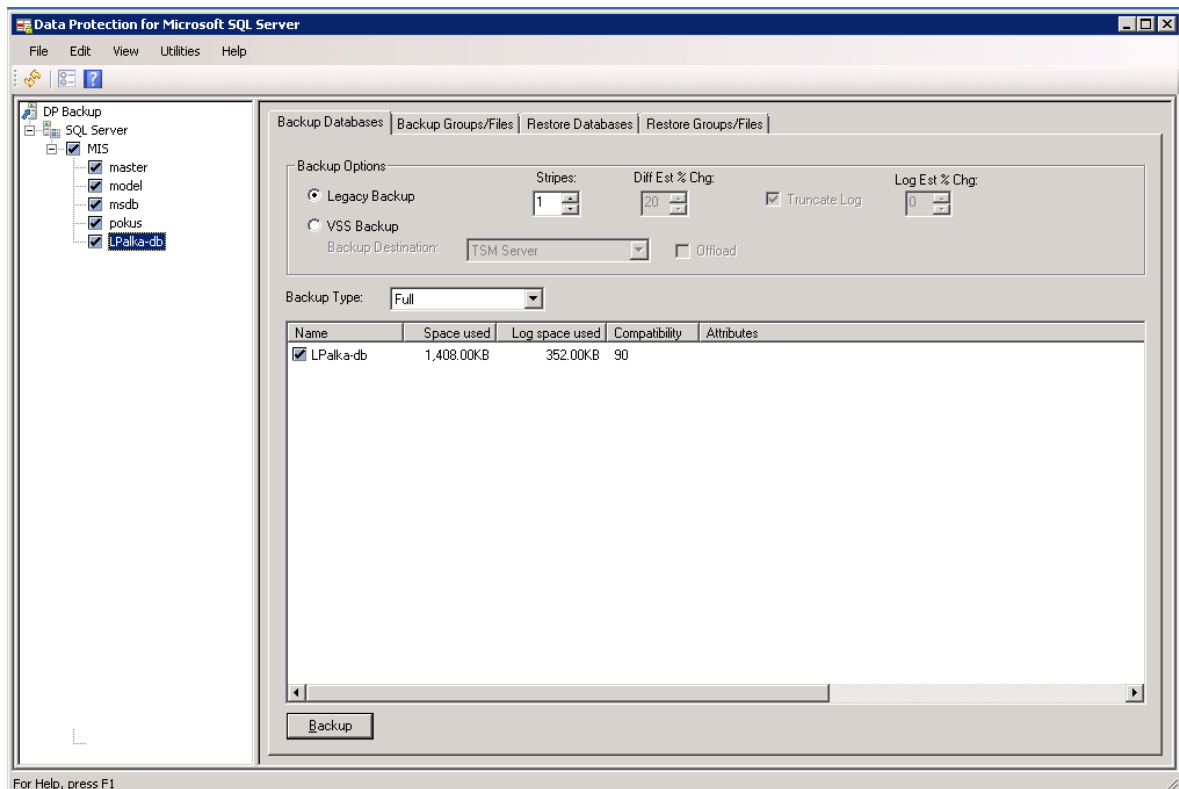 Data Protection for Microsoft SQL Server
File Edit View Utilities Help
DP Backup
SQL Server
MIS
master
model
msdb
pokus
LPalka-db
Backup Databases Backup Groups/Files Restore Databases Restore Groups/Files
Backup Options
Stripes: Diff Est % Chg: Log Est % Chg:
Legacy Backup 1 20 Truncate Log 0
VSS Backup
Backup Destination: TSM Server Offload
Backup Type: Full
Name Space used Log space used Compatibility Attributes
LPalka-db 1,408.00KB 352.00KB 90
Backup
For Help, press F1